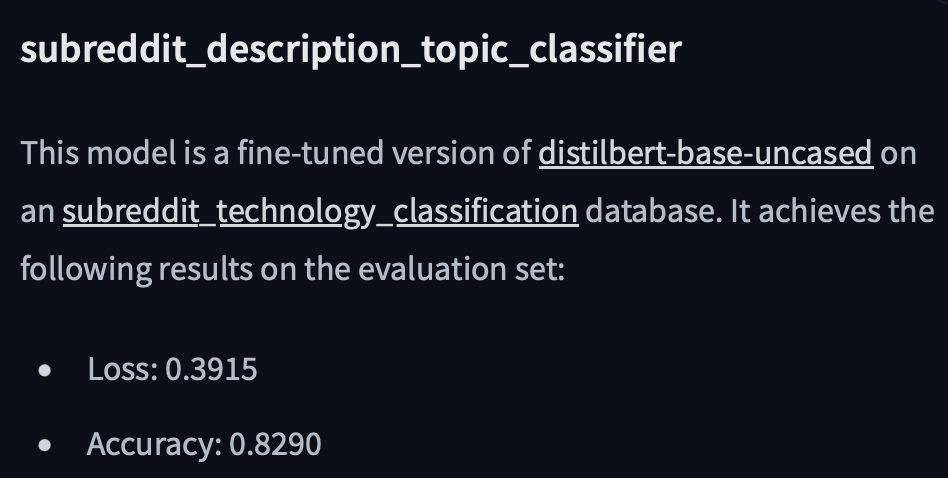 subreddit_description_topic_classifier
This model is a fine-tuned version of distilbert-base-uncased on
an subreddit_technology_classification database. It achieves the
following results on the evaluation set:
• Loss: 0.3915
• Accuracy: 0.8290